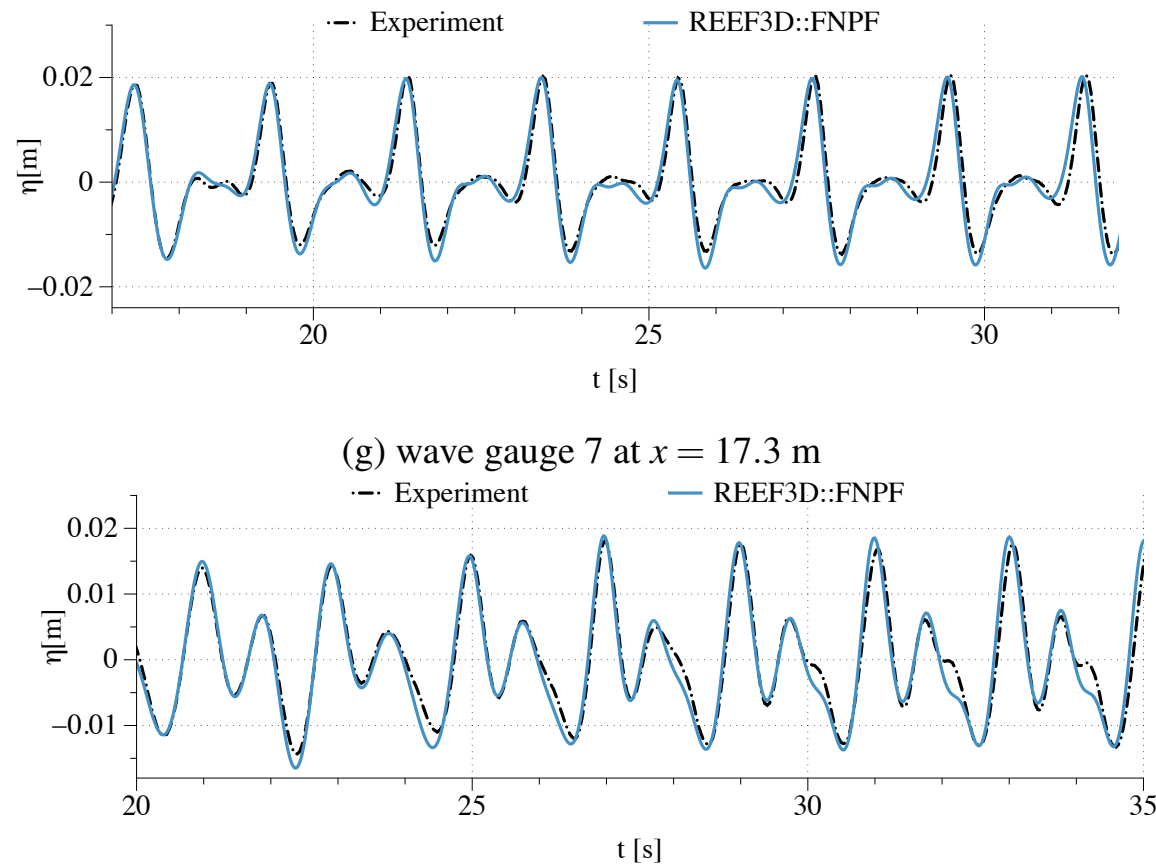 Experiment REEF3D::FNPF
0.02
0
−0.02
η[m]
20 25 30
t [s]
(g) wave gauge 7 at x = 17.3 m
Experiment REEF3D::FNPF
0.02
0.01
0
−0.01
η[m]
20 25 30 35
t [s]